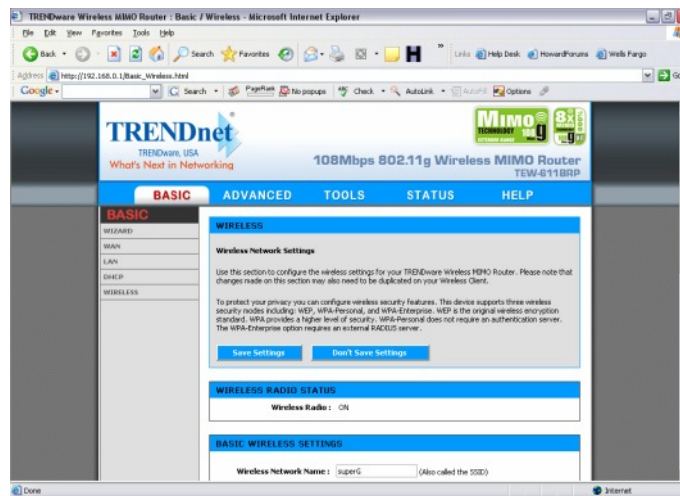 TRENDware Wireless MIMO Router : Basic / Wireless - Microsoft Internet Explorer
File Edit View Favorites Tools Help
Back Search Favorites Links Help Desk HowardForums Wells Fargo
Address http://192.168.0.1/Basic_Wireless.html Go
Google Search PageRank No popups Check AutoLink AutoFill Options
TRENDnet
TRENDware, USA
What's Next in Networking
MIMO
TECHNOLOGY 108 g
8x
108Mbps 802.11g Wireless MIMO Router
TEW-611BRP
BASIC ADVANCED TOOLS STATUS HELP
BASIC
WIZARD
WAN
LAN
DHCP
WIRELESS
WIRELESS
Wireless Network Settings
Use this section to configure the wireless settings for your TRENDware Wireless MIMO Router. Please note that
changes made on this section may also need to be duplicated on your Wireless Client.
To protect your privacy you can configure wireless security features. This device supports three wireless
security modes including: WEP, WPA-Personal, and WPA-Enterprise. WEP is the original wireless encryption
standard. WPA provides a higher level of security. WPA-Personal does not require an authentication server.
The WPA-Enterprise option requires an external RADIUS server.
Save Settings Don't Save Settings
WIRELESS RADIO STATUS
Wireless Radio : ON
BASIC WIRELESS SETTINGS
Wireless Network Name : superG (Also called the SSID)
Done Internet